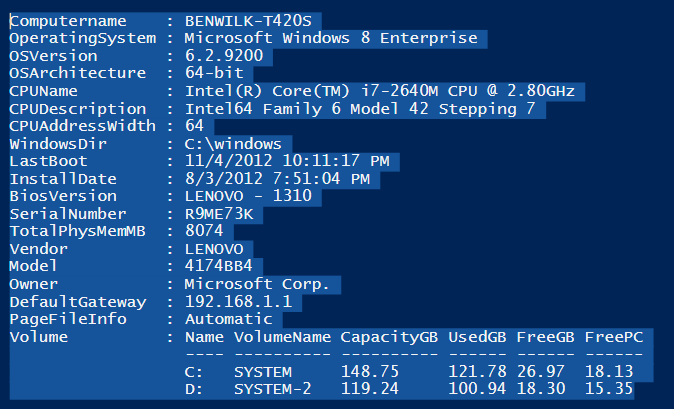 Computername    : BENWILK-T420S
OperatingSystem : Microsoft Windows 8 Enterprise
OSVersion       : 6.2.9200
OSArchitecture  : 64-bit
CPUName         : Intel(R) Core(TM) i7-2640M CPU @ 2.80GHz
CPUDescription  : Intel64 Family 6 Model 42 Stepping 7
CPUAddressWidth : 64
WindowsDir      : C:\windows
LastBoot        : 11/4/2012 10:11:17 PM
InstallDate     : 8/3/2012 7:51:04 PM
BiosVersion     : LENOVO - 1310
SerialNumber    : R9ME73K
TotalPhysMemMB  : 8074
Vendor          : LENOVO
Model           : 4174BB4
Owner           : Microsoft Corp.
DefaultGateway  : 192.168.1.1
PageFileInfo    : Automatic
Volume          : Name VolumeName CapacityGB UsedGB FreeGB FreePC
                  ---- ---------- ---------- ------ ------ ------
                  C:   SYSTEM     148.75     121.78 26.97  18.13
                  D:   SYSTEM-2   119.24     100.94 18.30  15.35